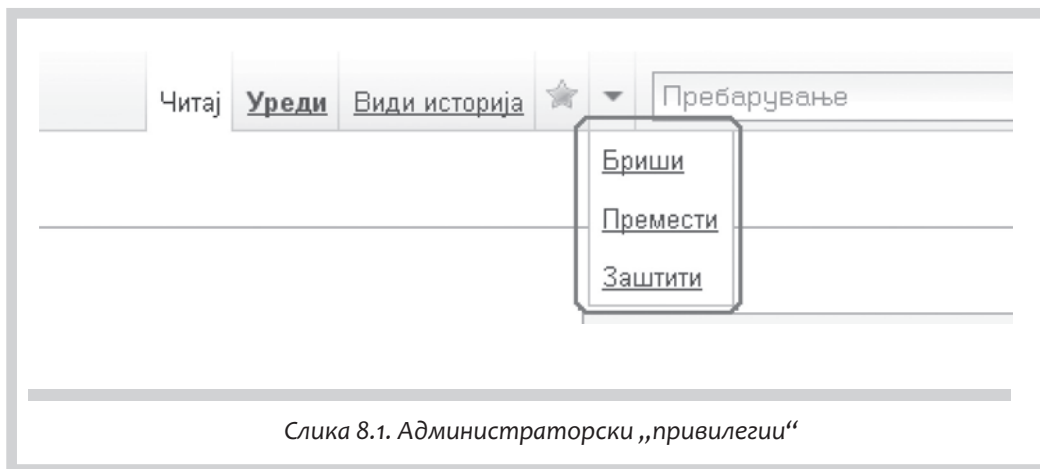 Читај Уреди Види историја Пребарување
Бриши
Премести
Заштити
Слика 8.1. Администраторски „привилегии“